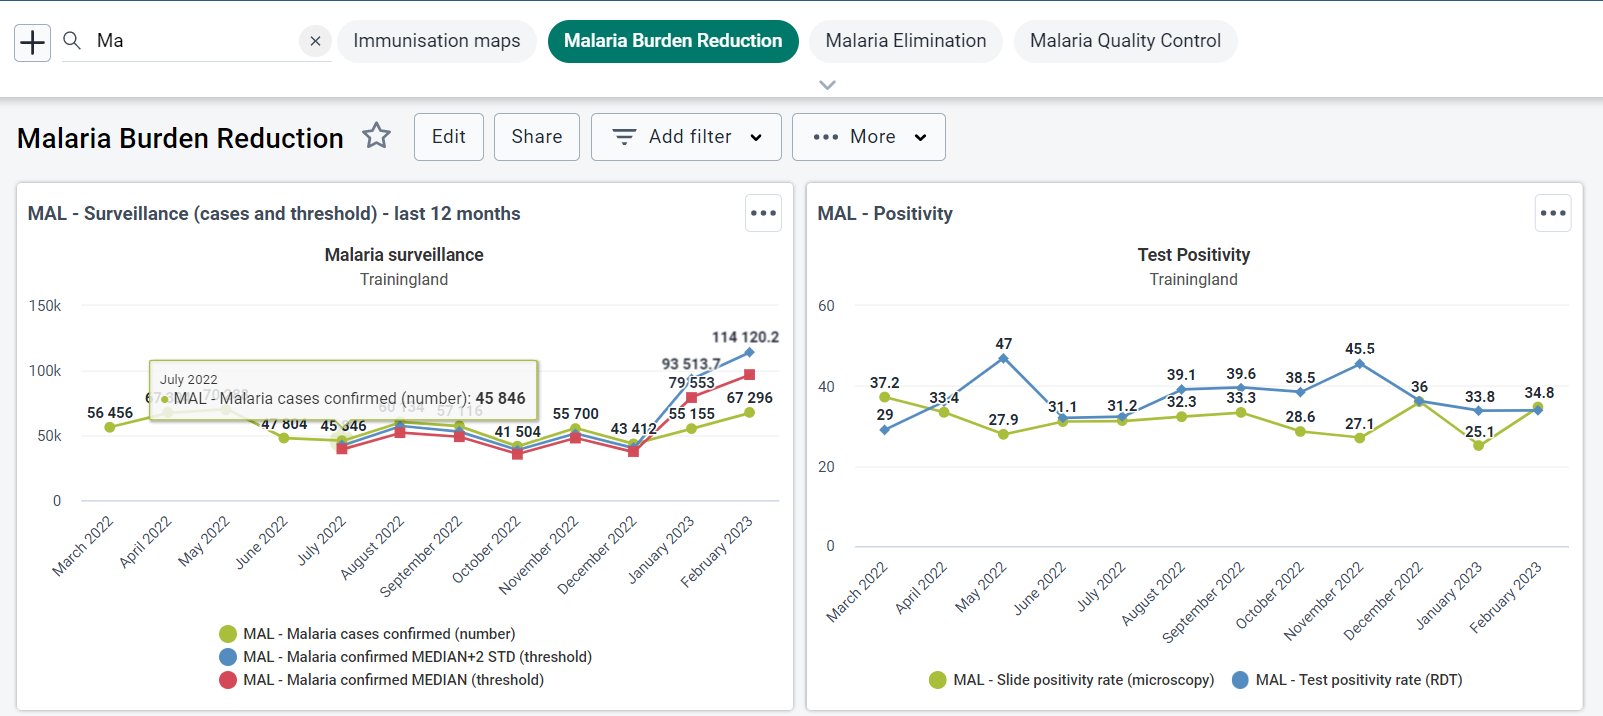 Ma
Immunisation maps
Malaria Burden Reduction
Malaria Elimination
Malaria Quality Control
Malaria Burden Reduction
Edit
Share
Add filter
More
MAL - Surveillance (cases and threshold) - last 12 months
Malaria surveillance
Trainingland
150k
100k
50k
0
114 120.2
93 513.7
79 553
67 296
55 155
July 2022
MAL - Malaria cases confirmed (number): 45 846
56 456
47 804
45 846
60 134
57 116
41 504
55 700
43 412
March 2022
April 2022
May 2022
June 2022
July 2022
August 2022
September 2022
October 2022
November 2022
December 2022
January 2023
February 2023
MAL - Malaria cases confirmed (number)
MAL - Malaria confirmed MEDIAN+2 STD (threshold)
MAL - Malaria confirmed MEDIAN (threshold)
MAL - Positivity
Test Positivity
Trainingland
60
40
20
0
37.2
29
33.4
47
27.9
31.1
31.2
39.1
32.3
39.6
33.3
38.5
28.6
45.5
27.1
36
33.8
25.1
34.8
March 2022
April 2022
May 2022
June 2022
July 2022
August 2022
September 2022
October 2022
November 2022
December 2022
January 2023
February 2023
MAL - Slide positivity rate (microscopy)
MAL - Test positivity rate (RDT)